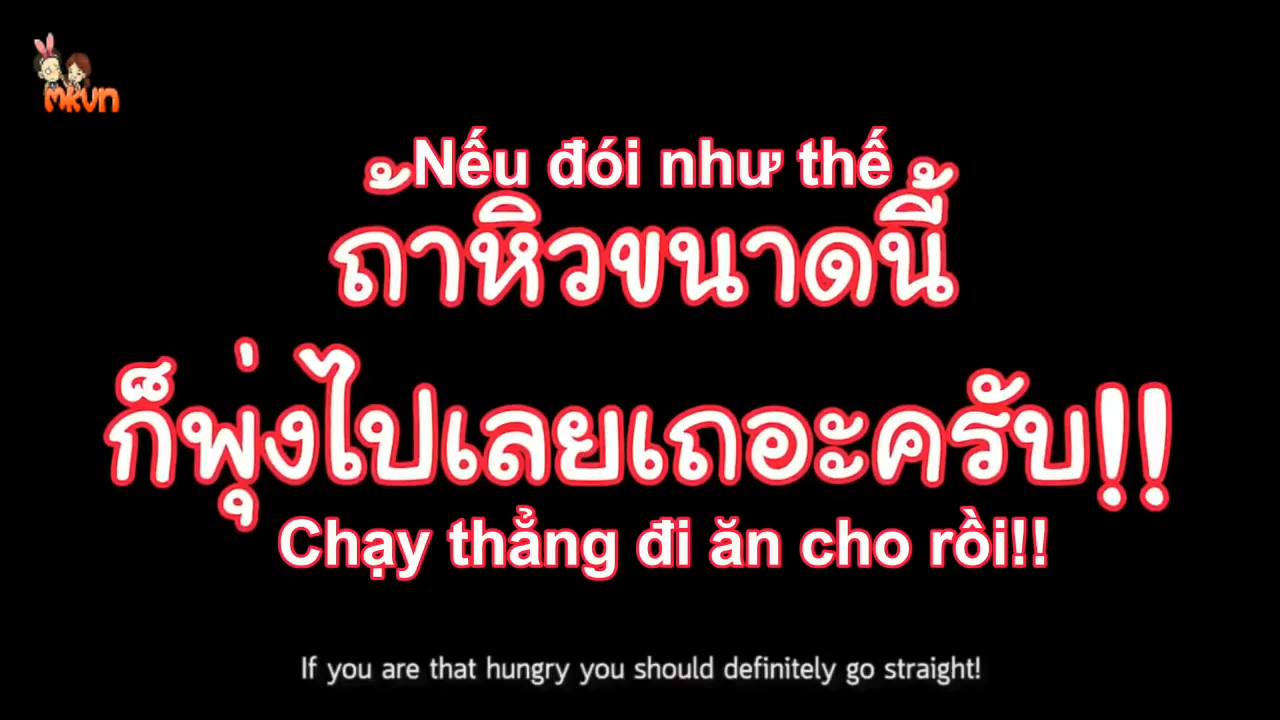 mkvn
Nếu đói như thế
ถ้าหิวขนาดนี้
ก็พุ่งไปเลยเถอะครับ!!
Chạy thẳng đi ăn cho rồi!!
If you are that hungry you should definitely go straight!